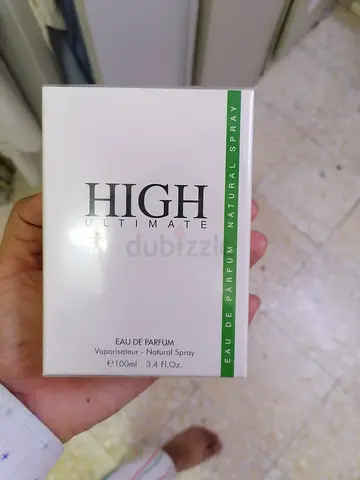 HIGH
ULTIMATE
dubizzle
EAU DE PARFUM
Vaporisateur - Natural Spray
℮100ml 3.4 fl.Oz.
EAU DE PARFUM NATURAL SPRAY